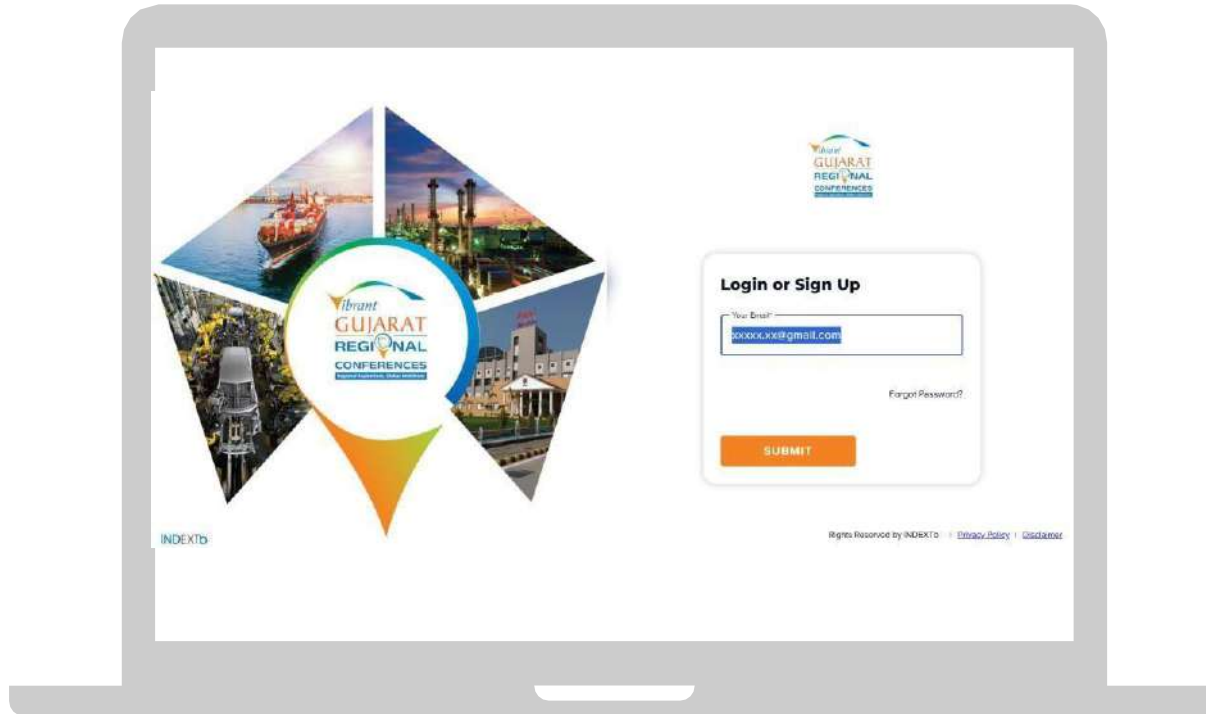 Vibrant
GUJARAT
REGIONAL
CONFERENCES
Vibrant
GUJARAT
REGIONAL
CONFERENCES
Login or Sign Up
Your Email*
xxxxx.xx@gmail.com
Forgot Password?
SUBMIT
INDEXTb
Rights Reserved by INDEXTb | Privacy Policy | Disclaimer